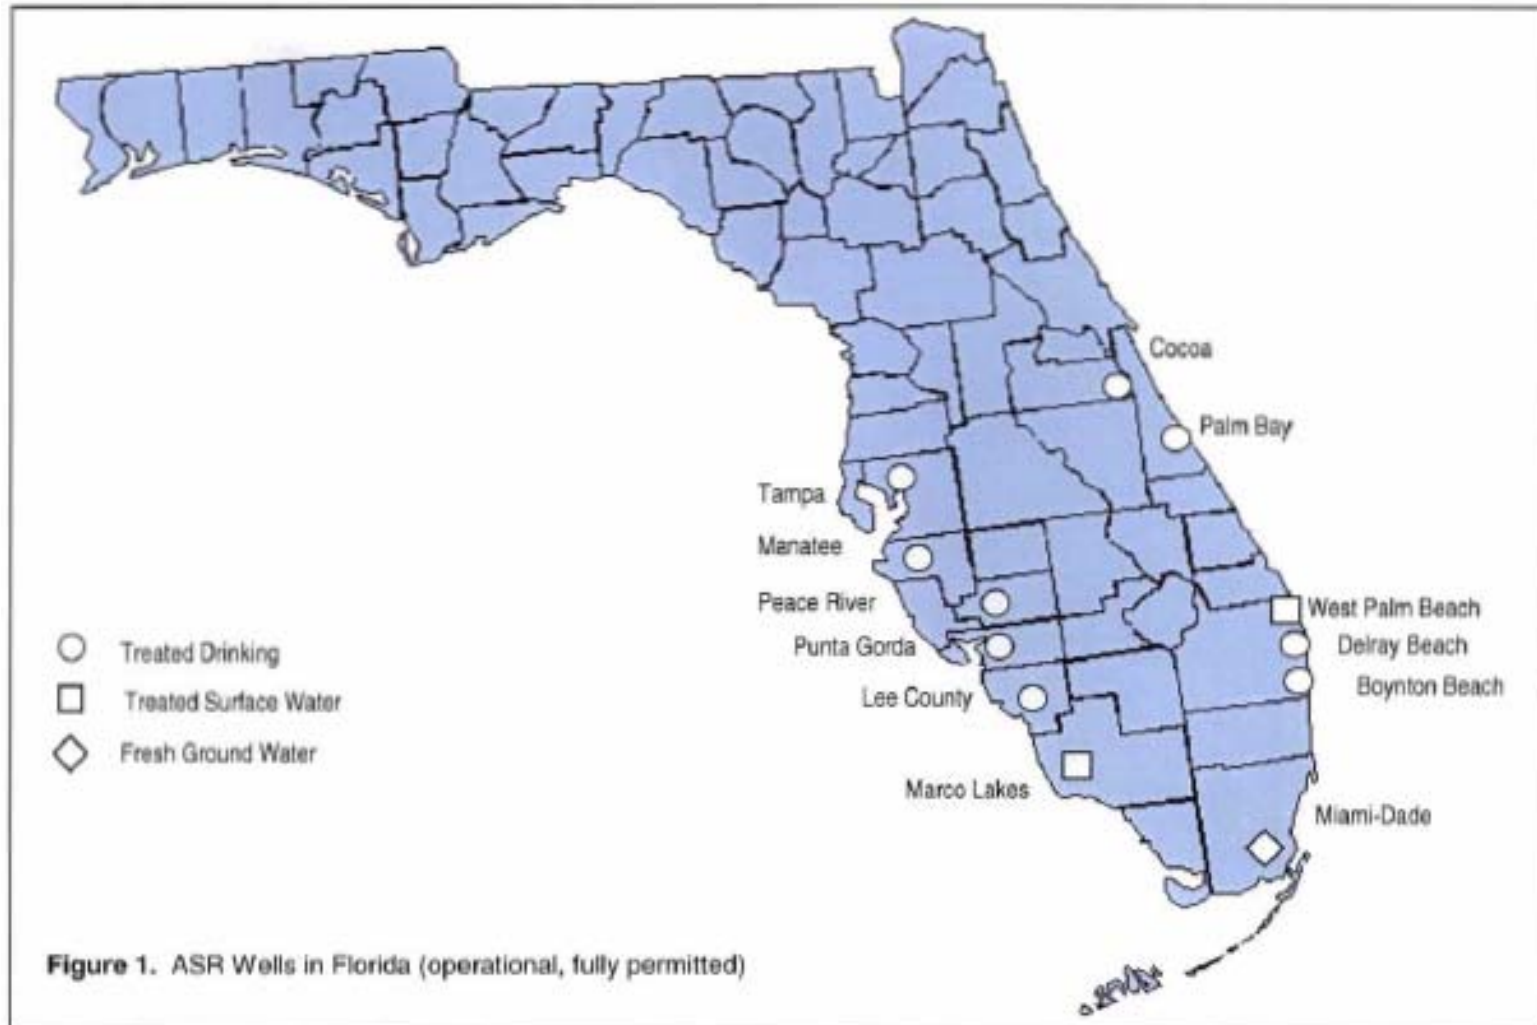 Cocoa
Palm Bay
Tampa
Manatee
Peace River
West Palm Beach
Punta Gorda
Delray Beach
Lee County
Boynton Beach
Marco Lakes
Miami-Dade
Treated Drinking
Treated Surface Water
Fresh Ground Water
Figure 1. ASR Wells in Florida (operational, fully permitted)